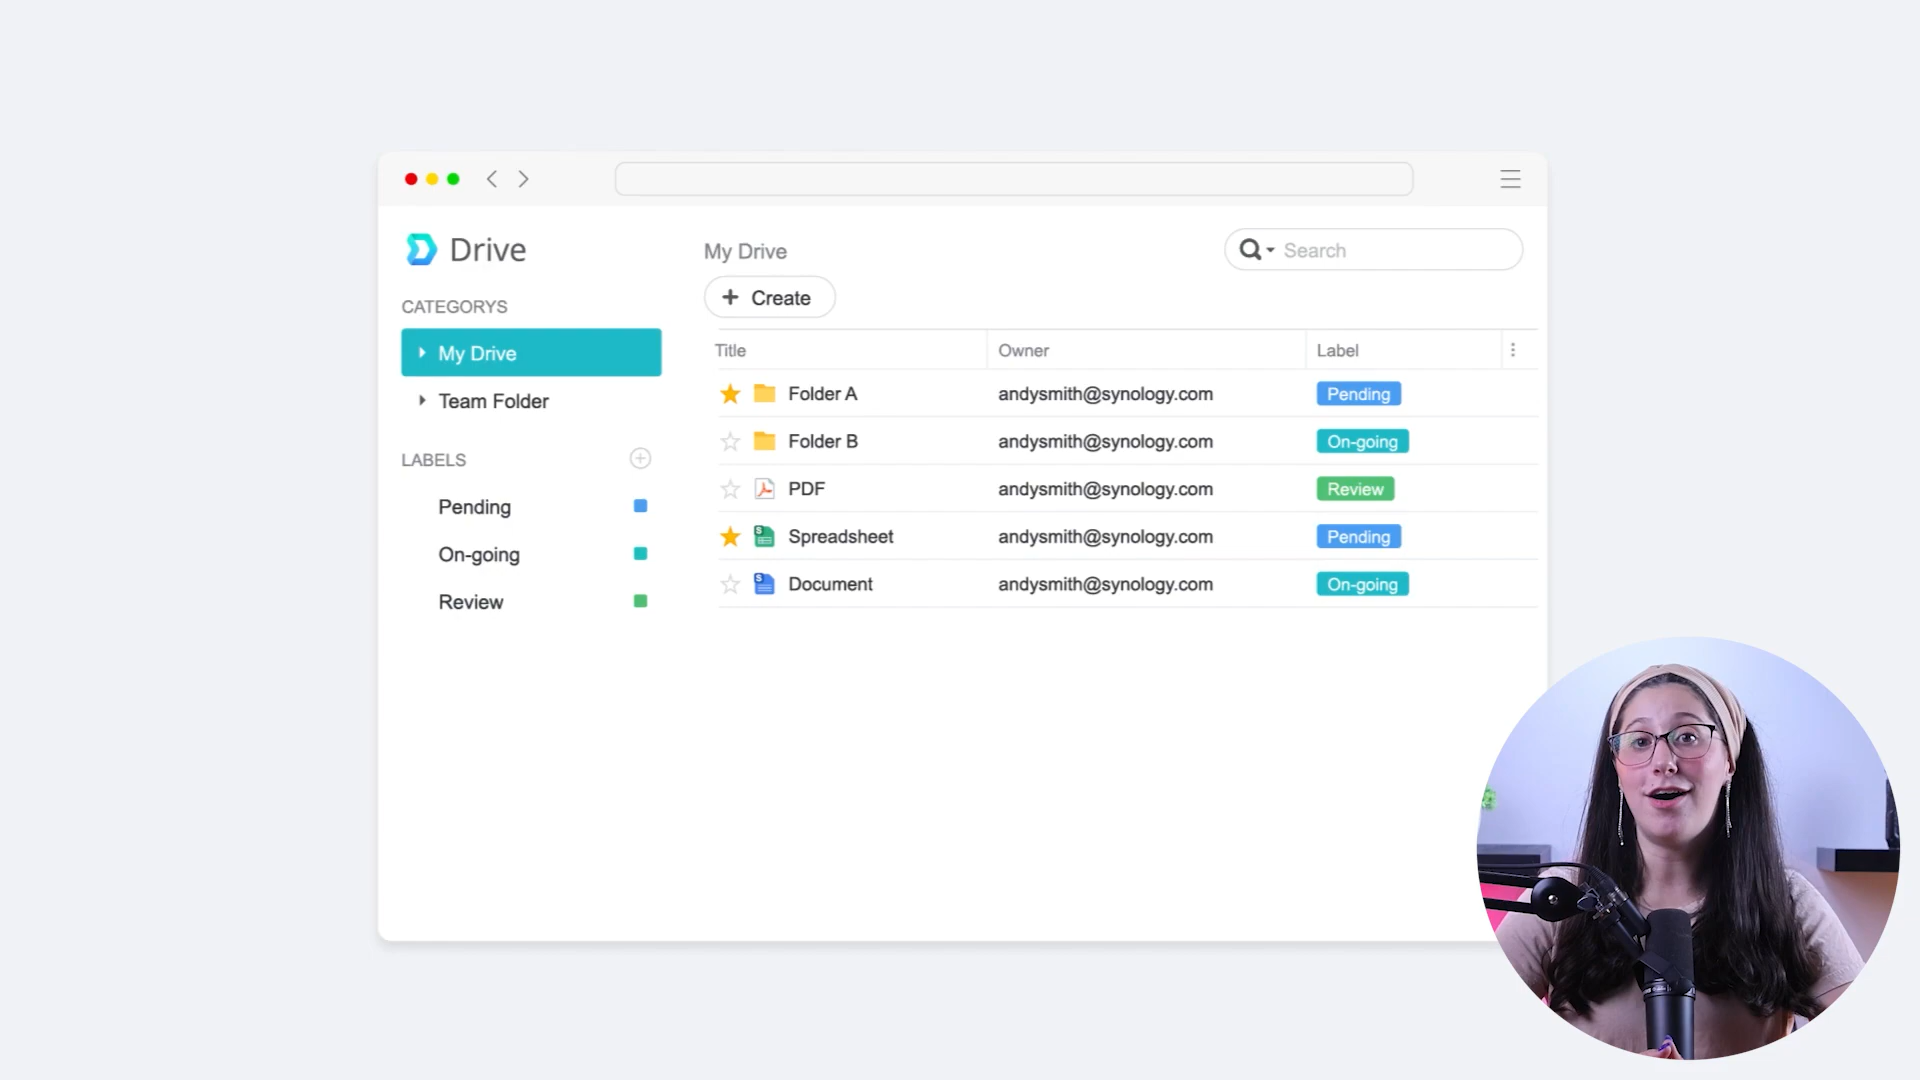 Drive
My Drive
Search
Create
CATEGORYS
My Drive
Team Folder
LABELS
Pending
On-going
Review
Title Owner Label
Folder A andysmith@synology.com Pending
Folder B andysmith@synology.com On-going
PDF andysmith@synology.com Review
Spreadsheet andysmith@synology.com Pending
Document andysmith@synology.com On-going